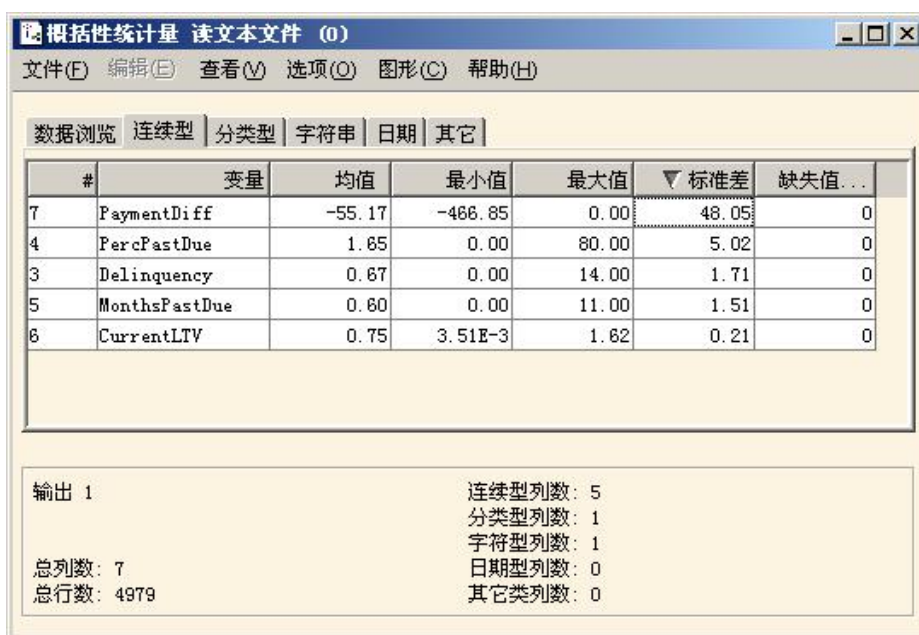 概括性统计量 读文本文件 (0)
文件(F) 编辑(E) 查看(V) 选项(O) 图形(C) 帮助(H)
数据浏览 连续型 分类型 字符串 日期 其它
# 变量 均值 最小值 最大值 标准差 缺失值...
7 PaymentDiff -55.17 -466.85 0.00 48.05 0
4 PercPastDue 1.65 0.00 80.00 5.02 0
3 Delinquency 0.67 0.00 14.00 1.71 0
5 MonthsPastDue 0.60 0.00 11.00 1.51 0
6 CurrentLTV 0.75 3.51E-3 1.62 0.21 0
输出 1 连续型列数: 5
分类型列数: 1
字符型列数: 1
总列数: 7 日期型列数: 0
总行数: 4979 其它类列数: 0